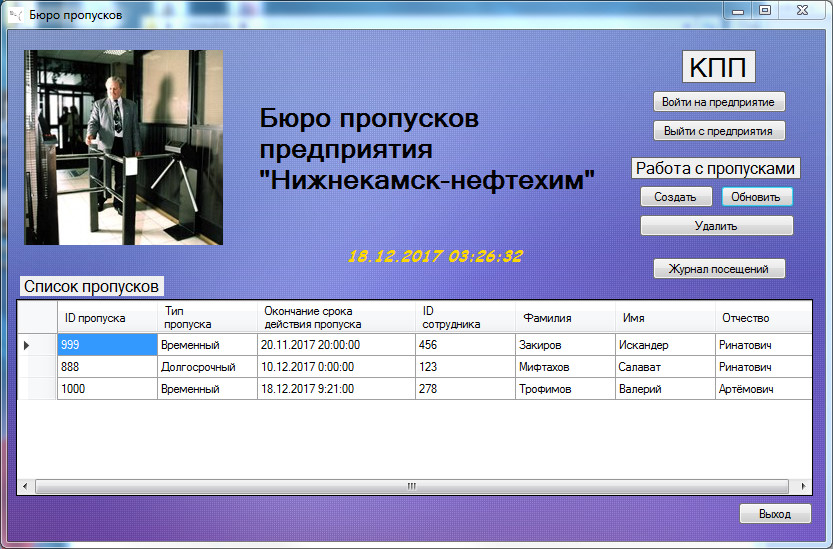 Бюро пропусков
КПП
Войти на предприятие
Выйти с предприятия
Бюро пропусков
предприятия
"Нижнекамск-нефтехим"
Работа с пропусками
Создать Обновить
Удалить
18.12.2017 03:26:32
Журнал посещений
Список пропусков
ID пропуска Тип пропуска Окончание срока действия пропуска ID сотрудника Фамилия Имя Отчество
999 Временный 20.11.2017 20:00:00 456 Закиров Искандер Ринатович
888 Долгосрочный 10.12.2017 0:00:00 123 Мифтахов Салават Ринатович
1000 Временный 18.12.2017 9:21:00 278 Трофимов Валерий Артёмович
Выход